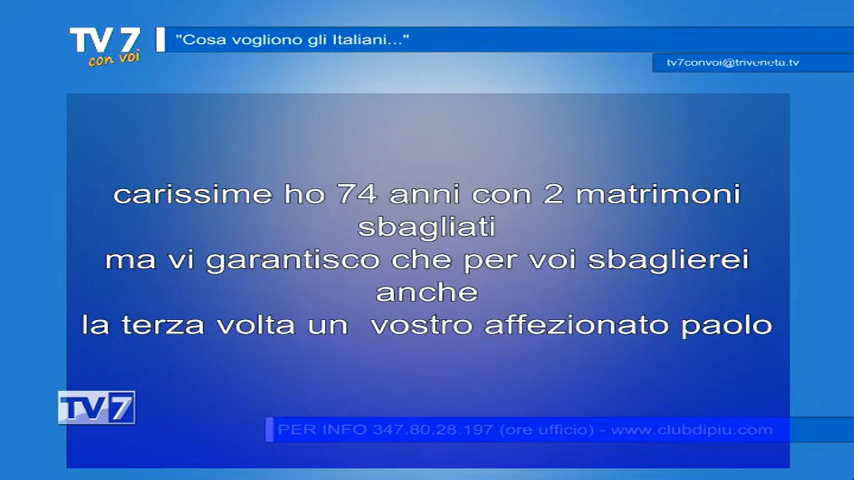 TV 7
con voi
"Cosa vogliono gli Italiani..."
tv7convoi@triveneta.tv
carissime ho 74 anni con 2 matrimoni
sbagliati
ma vi garantisco che per voi sbaglierei
anche
la terza volta un  vostro affezionato paolo
TV7
PER INFO 347.80.28.197 (ore ufficio) - www.clubdipiu.com